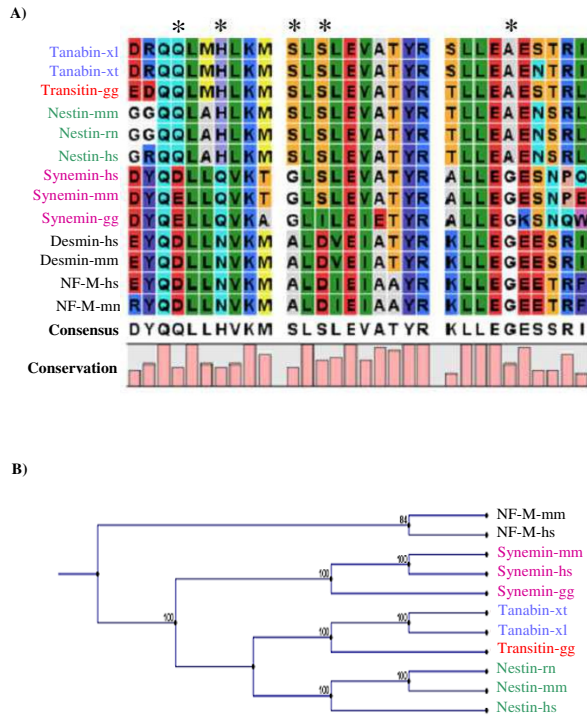 A)
* * * * *
Tanabin-xl DRQQLMHLKM SLSLEVATYR SLLEAESTRI
Tanabin-xt DRQQLMHLKM SLSLEVATYR SLLEAENTRI
Transitin-gg EDQQLMHLKM SLSLEVATYR TLLEAESTRL
Nestin-mm GGQQLAHLKM SLSLEVATYR TLLEAENSRL
Nestin-rn GGQQLAHLKM SLSLEVATYR TLLEAENSRL
Nestin-hs GRQQLAHLKM SLSLEVATYR TLLEAENSRL
Synemin-hs DYQDLLQVKT GLSLEVATYR ALLEGESNPQ
Synemin-mm DYQELLQVKT GLSLEVATYR ALLEGESNPE
Synemin-gg DYQELLQVKA GLILEIETYR ALLEGKSNQW
Desmin-hs EYQDLLNVKM ALDVEIATYR KLLEGEESRI
Desmin-mm EYQDLLNVKM ALDVEIATYR KLLEGEESRI
NF-M-hs EYQDLLNVKM ALDIEIAAYR KLLEGEETRF
NF-M-mn RYQDLLNVKM ALDIEIAAYR KLLEGEETRF
Consensus DYQQLLHVKM SLSLEVATYR KLLEGESSRI
Conservation
B)
84
NF-M-mm
NF-M-hs
100
Synemin-mm
100
Synemin-hs
100
Synemin-gg
100
Tanabin-xt
100
Tanabin-xl
Transitin-gg
100
Nestin-rn
100
Nestin-mm
Nestin-hs